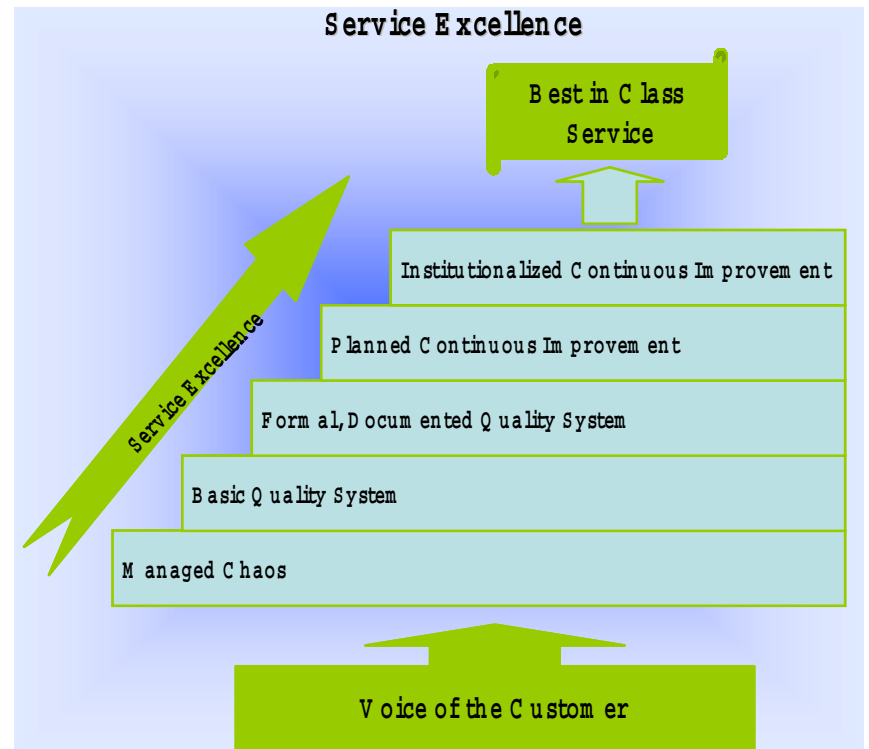 Service Excellence
Best in Class
Service
Institutionalized Continuous Improvement
Planned Continuous Improvement
Service Excellence
Formal, Documented Quality System
Basic Quality System
Managed Chaos
Voice of the Customer